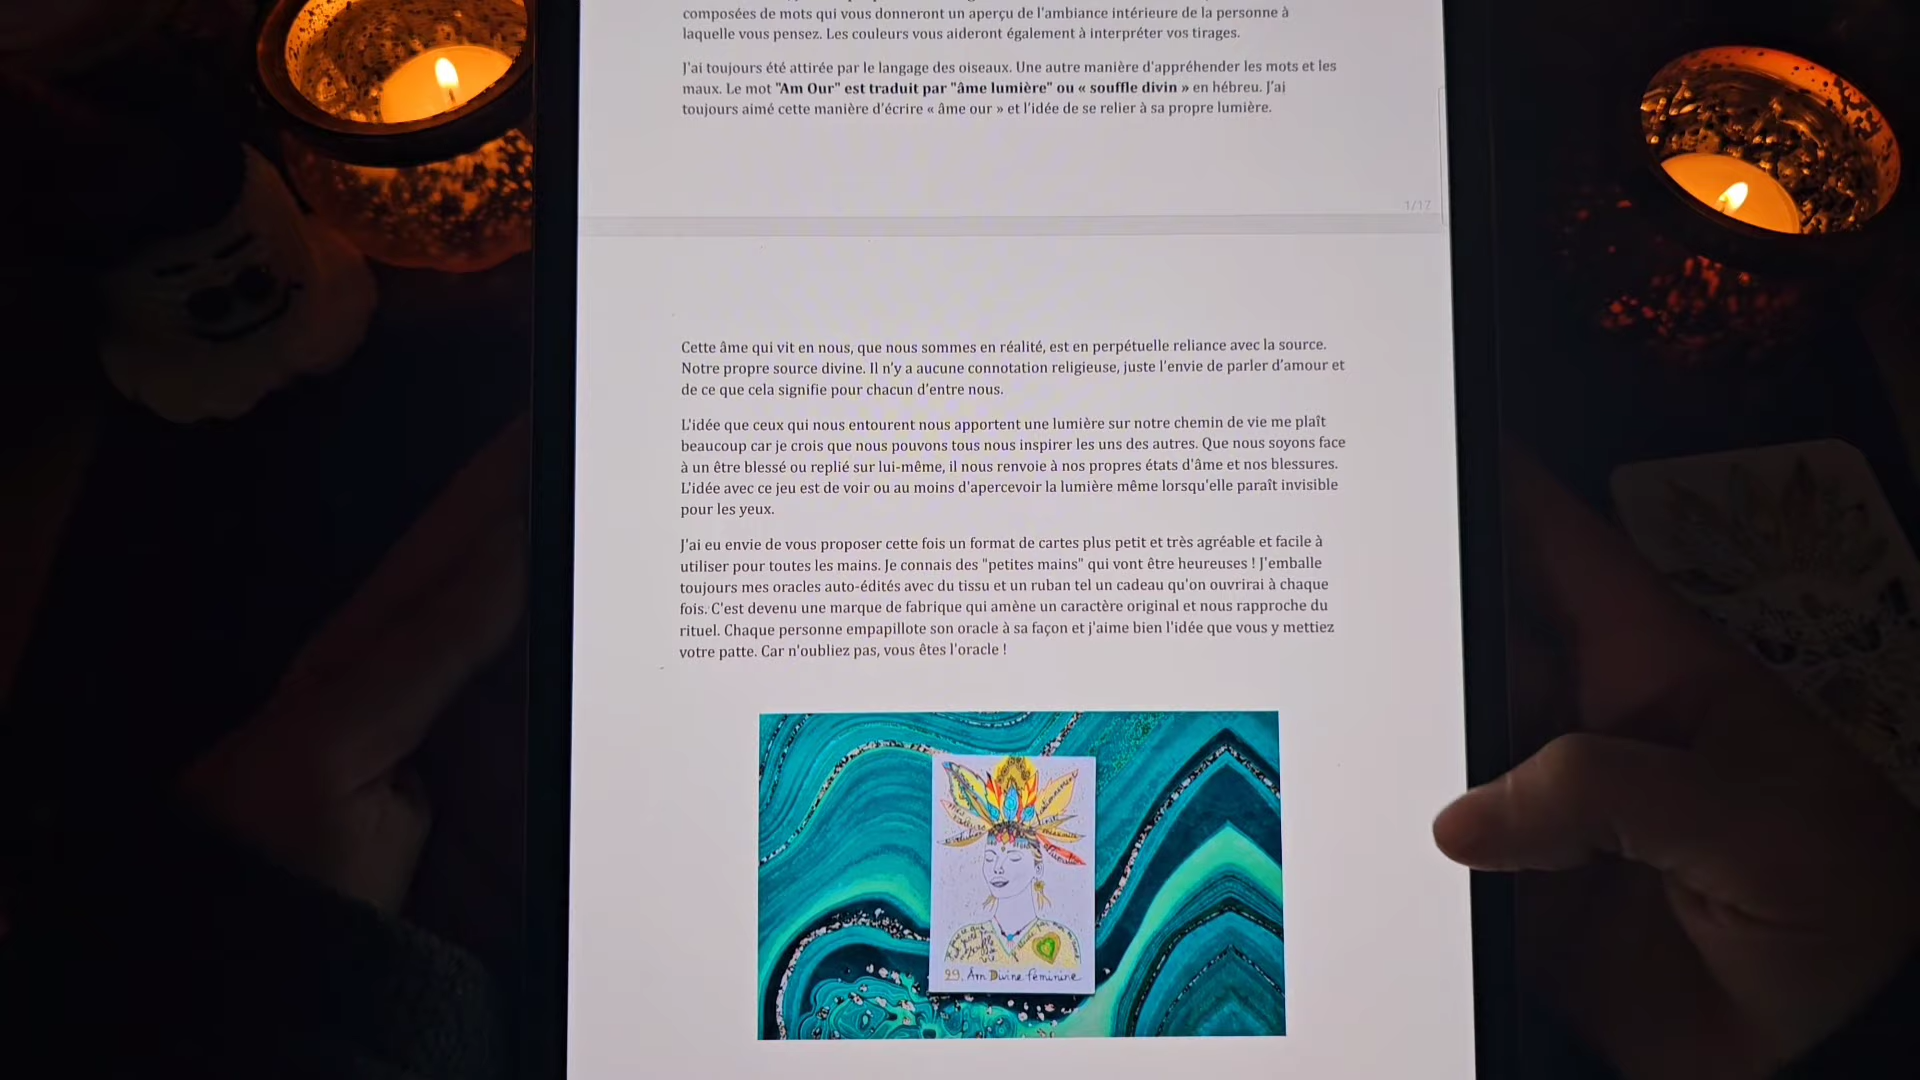 composées de mots qui vous donneront un aperçu de l'ambiance intérieure de la personne à
laquelle vous pensez. Les couleurs vous aideront également à interpréter vos tirages.
J'ai toujours été attirée par le langage des oiseaux. Une autre manière d'appréhender les mots et les
maux. Le mot "Am Our" est traduit par "âme lumière" ou « souffle divin » en hébreu. J'ai
toujours aimé cette manière d'écrire « âme our » et l'idée de se relier à sa propre lumière.
1/17
Cette âme qui vit en nous, que nous sommes en réalité, est en perpétuelle reliance avec la source.
Notre propre source divine. Il n'y a aucune connotation religieuse, juste l'envie de parler d'amour et
de ce que cela signifie pour chacun d'entre nous.
L'idée que ceux qui nous entourent nous apportent une lumière sur notre chemin de vie me plaît
beaucoup car je crois que nous pouvons tous nous inspirer les uns des autres. Que nous soyons face
à un être blessé ou replié sur lui-même, il nous renvoie à nos propres états d'âme et nos blessures.
L'idée avec ce jeu est de voir ou au moins d'apercevoir la lumière même lorsqu'elle paraît invisible
pour les yeux.
J'ai eu envie de vous proposer cette fois un format de cartes plus petit et très agréable et facile à
utiliser pour toutes les mains. Je connais des "petites mains" qui vont être heureuses ! J'emballe
toujours mes oracles auto-édités avec du tissu et un ruban tel un cadeau qu'on ouvrirai à chaque
fois. C'est devenu une marque de fabrique qui amène un caractère original et nous rapproche du
rituel. Chaque personne empapillote son oracle à sa façon et j'aime bien l'idée que vous y mettiez
votre patte. Car n'oubliez pas, vous êtes l'oracle !
29. Am Divine féminine